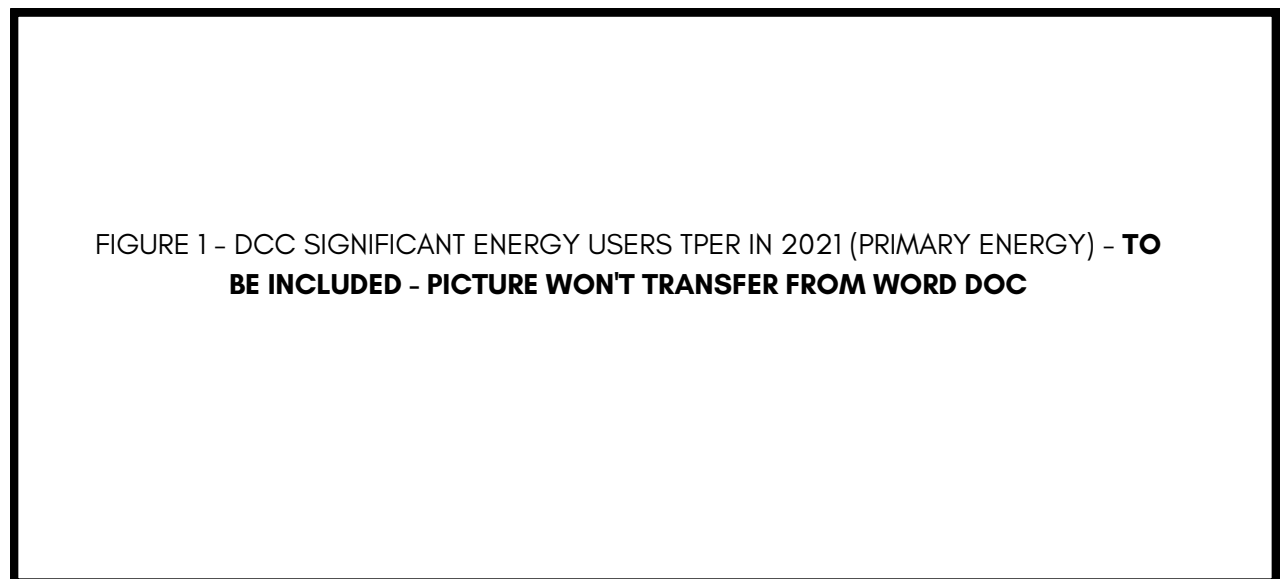 FIGURE 1 – DCC SIGNIFICANT ENERGY USERS TPER IN 2021 (PRIMARY ENERGY) – TO
BE INCLUDED – PICTURE WON'T TRANSFER FROM WORD DOC